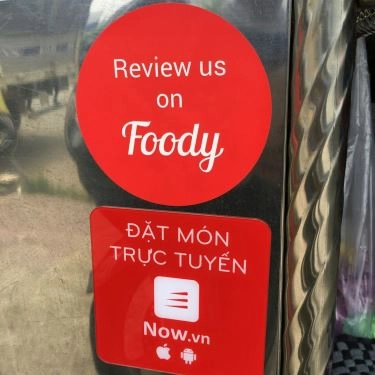 Review us
on
Foody
ĐẶT MÓN
TRỰC TUYẾN
Now.vn